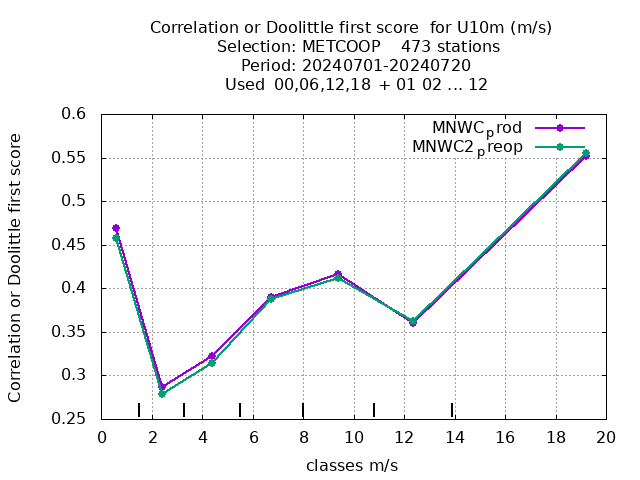 Correlation or Doolittle first score  for U10m (m/s)
Selection: METCOOP    473 stations
Period: 20240701-20240720
Used  00,06,12,18 + 01 02 ... 12
MNWCprod
MNWC2preop
Correlation or Doolittle first score
0.6
0.55
0.5
0.45
0.4
0.35
0.3
0.25
0 2 4 6 8 10 12 14 16 18 20
classes m/s